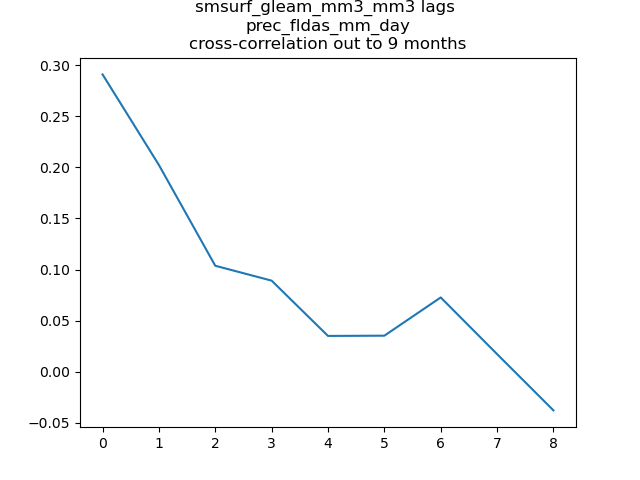 smsurf_gleam_mm3_mm3 lags
prec_fldas_mm_day
cross-correlation out to 9 months
0.30
0.25
0.20
0.15
0.10
0.05
0.00
−0.05
0 1 2 3 4 5 6 7 8